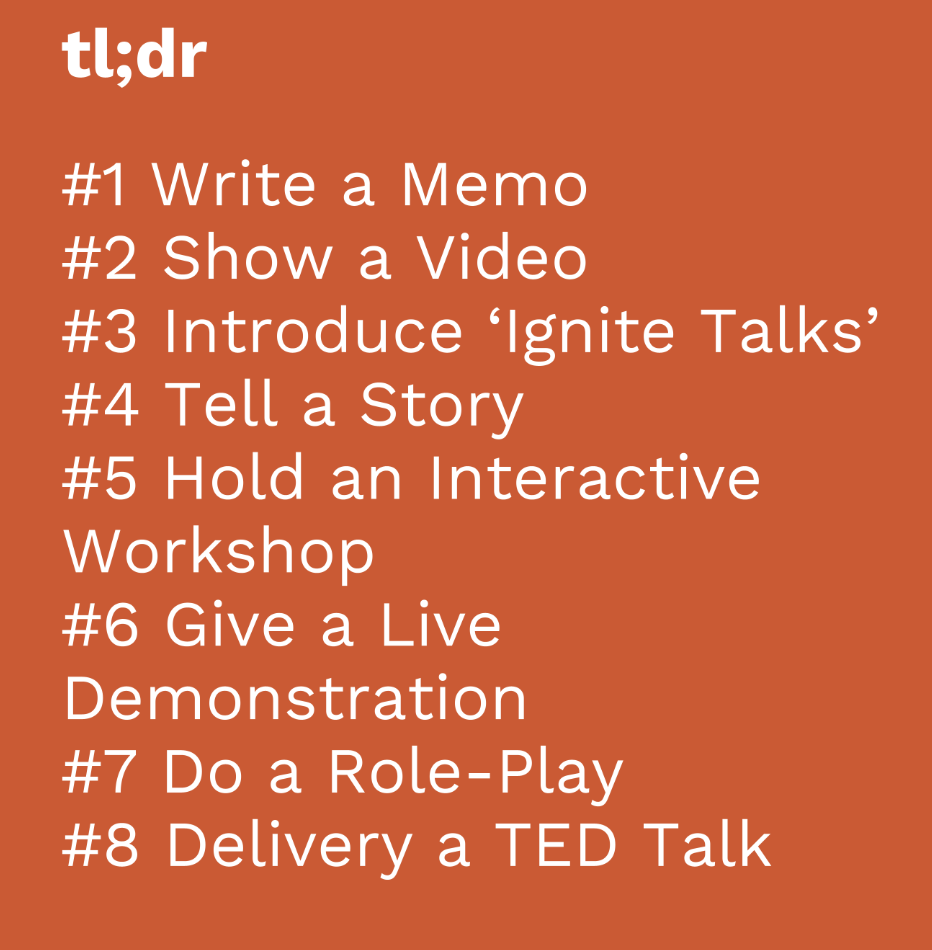 tl;dr
#1 Write a Memo
#2 Show a Video
#3 Introduce ‘Ignite Talks’
#4 Tell a Story
#5 Hold an Interactive
Workshop
#6 Give a Live
Demonstration
#7 Do a Role-Play
#8 Delivery a TED Talk